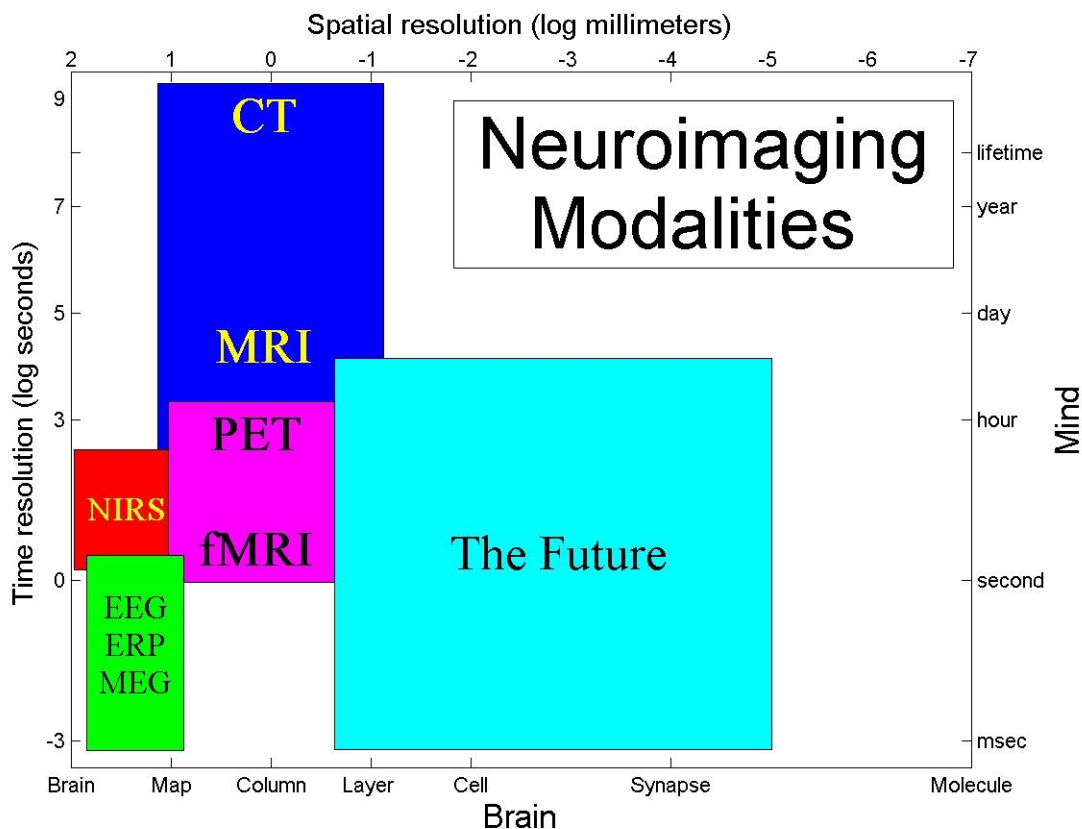 Spatial resolution (log millimeters)
2 1 0 -1 -2 -3 -4 -5 -6 -7
Neuroimaging
Modalities
Time resolution (log seconds)
9
7
5
3
0
-3
CT
MRI
PET
fMRI
NIRS
EEG
ERP
MEG
The Future
lifetime
year
day
hour
second
msec
Mind
Brain Map Column Layer Cell Synapse Molecule
Brain